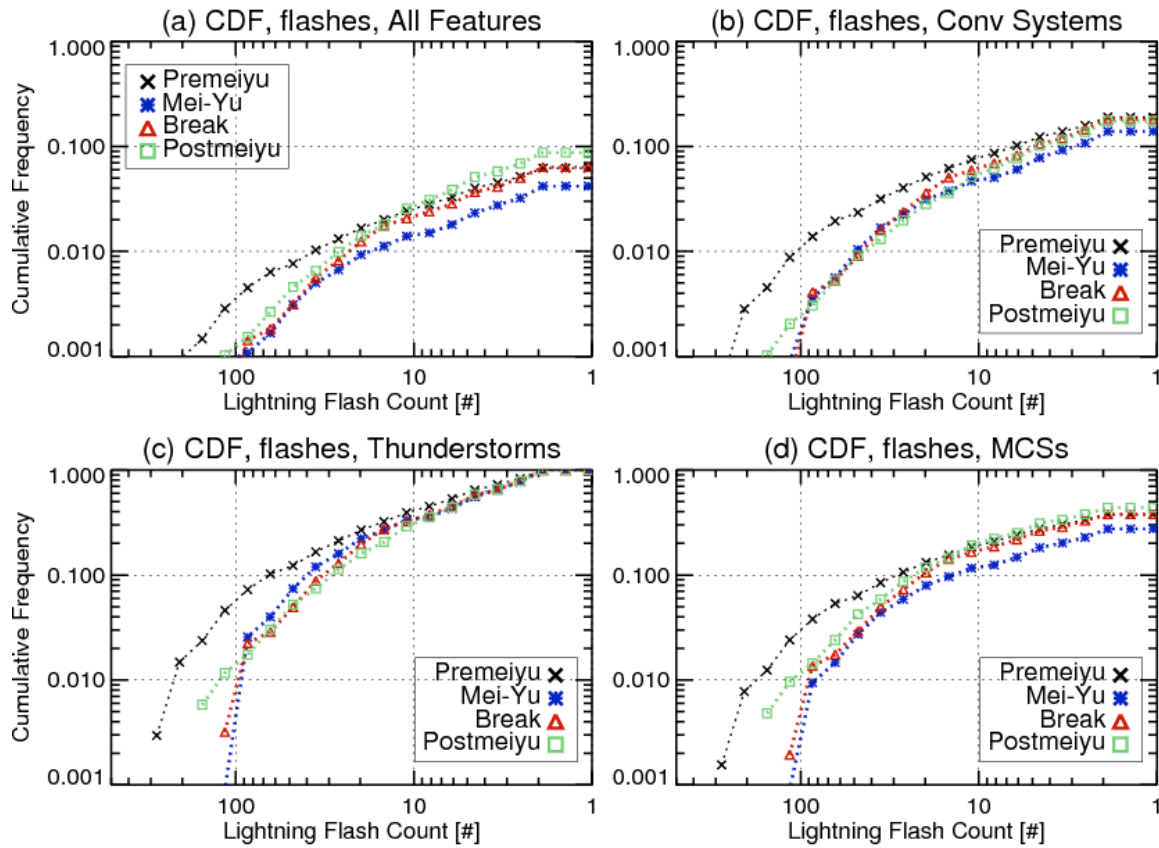 (a) CDF, flashes, All Features
1.000
0.100
0.010
0.001
Cumulative Frequency
Premeiyu
Mei-Yu
Break
Postmeiyu
100
10
1
Lightning Flash Count [#]
(b) CDF, flashes, Conv Systems
1.000
0.100
0.010
0.001
Premeiyu
Mei-Yu
Break
Postmeiyu
100
10
1
Lightning Flash Count [#]
(c) CDF, flashes, Thunderstorms
1.000
0.100
0.010
0.001
Cumulative Frequency
Premeiyu
Mei-Yu
Break
Postmeiyu
100
10
1
Lightning Flash Count [#]
(d) CDF, flashes, MCSs
1.000
0.100
0.010
0.001
Premeiyu
Mei-Yu
Break
Postmeiyu
100
10
1
Lightning Flash Count [#]